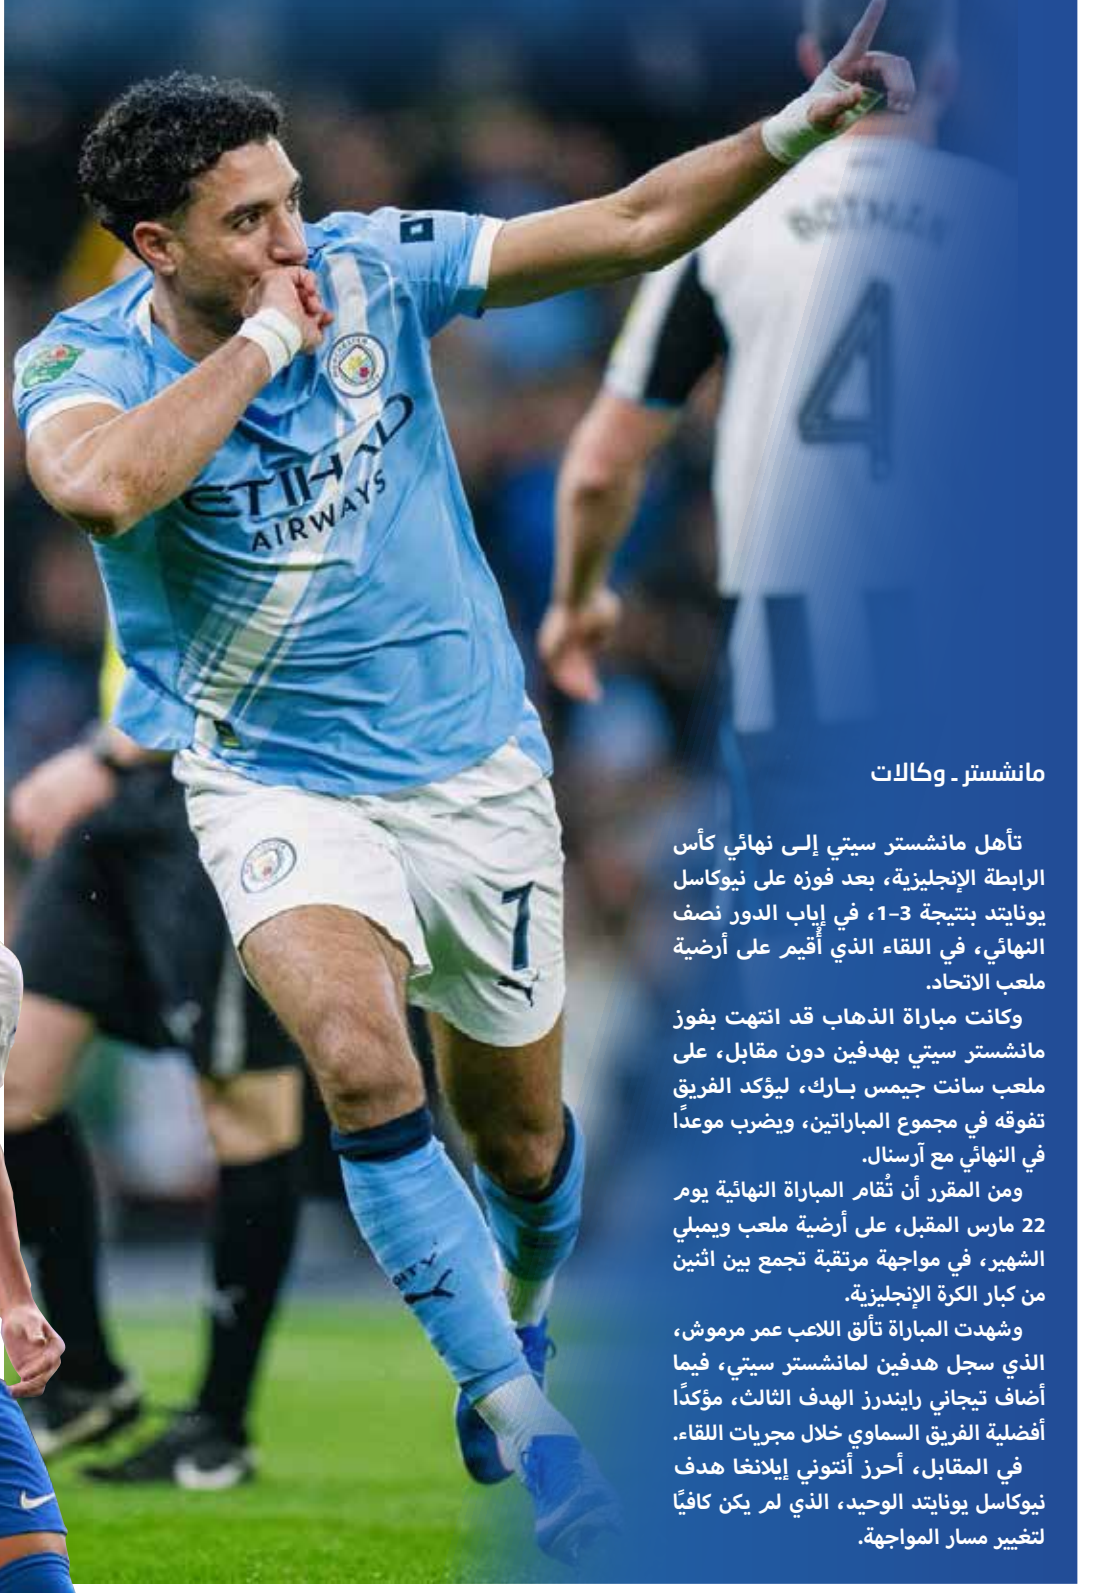 مانشستر ـ وكالات
تأهل مانشستر سيتي إلـى نهائي كأس
الرابطة الإنجليزية، بعد فوزه على نيوكاسل
يونايتد بنتيجة 3-1، في إياب الدور نصف
النهائي، في اللقاء الذي أُقيم على أرضية
ملعب الاتحاد.
وكانت مباراة الذهاب قد انتهت بفوز
مانشستر سيتي بهدفين دون مقابل، على
ملعب سانت جيمس بــارك، ليؤكد الفريق
تفوقه في مجموع المباراتين، ويضرب موعدًا
في النهائي مع آرسنال.
ومن المقرر أن تُقام المباراة النهائية يوم
22 مارس المقبل، على أرضية ملعب ويمبلي
الشهير، في مواجهة مرتقبة تجمع بين اثنين
من كبار الكرة الإنجليزية.
وشهدت المباراة تألق اللاعب عمر مرموش،
الذي سجل هدفين لمانشستر سيتي، فيما
أضاف تيجاني رايندرز الهدف الثالث، مؤكدًا
أفضلية الفريق السماوي خلال مجريات اللقاء.
في المقابل، أحرز أنتوني إيلانغا هدف
نيوكاسل يونايتد الوحيد، الذي لم يكن كافيًا
لتغيير مسار المواجهة.
ETIHAD
AIRWAYS
7
BOTMAN
4